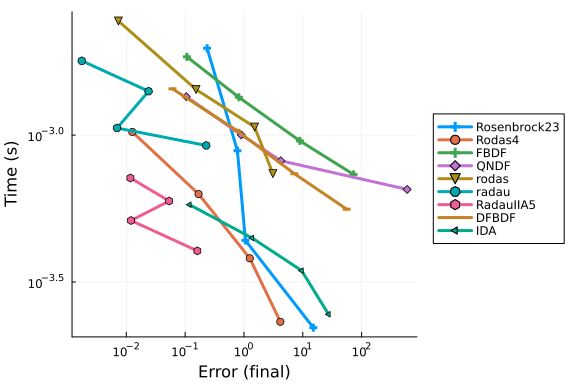 Time (s)
10^−3.0
10^−3.5
10^−2 10^−1 10^0 10^1 10^2
Error (final)
Rosenbrock23
Rodas4
FBDF
QNDF
rodas
radau
RadauIIA5
DFBDF
IDA